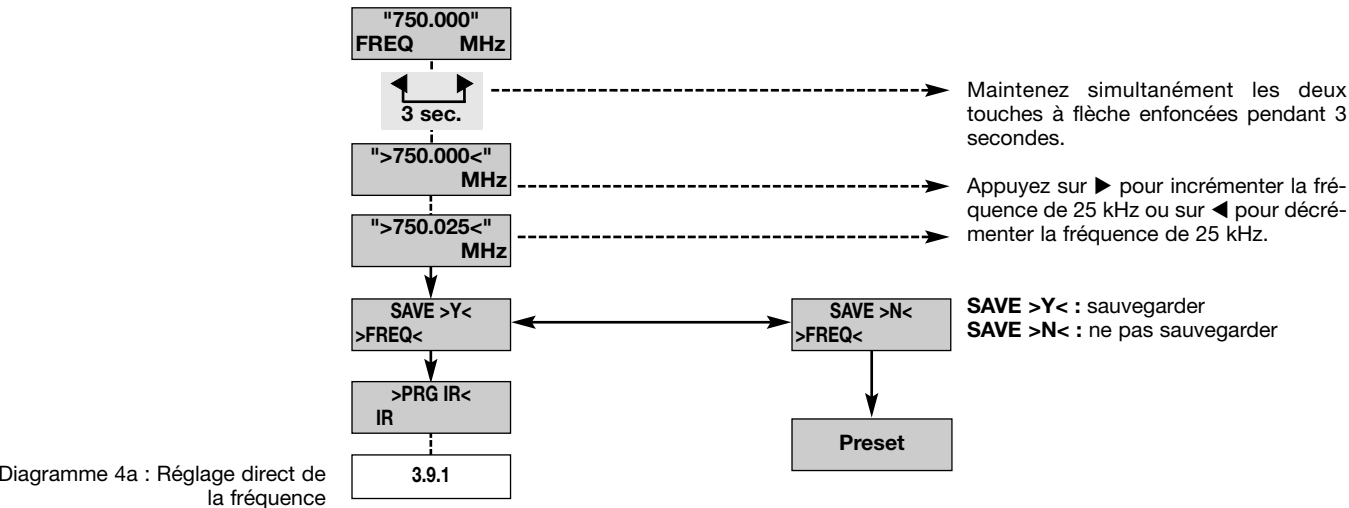 "750.000"
FREQ MHz
◀ ▶
3 sec.
Maintenez simultanément les deux
touches à flèche enfoncées pendant 3
secondes.
">750.000<"
MHz
Appuyez sur ▶ pour incrémenter la fré-
quence de 25 kHz ou sur ◀ pour décré-
menter la fréquence de 25 kHz.
">750.025<"
MHz
SAVE >Y<
>FREQ<
SAVE >N<
>FREQ<
SAVE >Y< : sauvegarder
SAVE >N< : ne pas sauvegarder
>PRG IR<
IR
Preset
3.9.1
Diagramme 4a : Réglage direct de
la fréquence